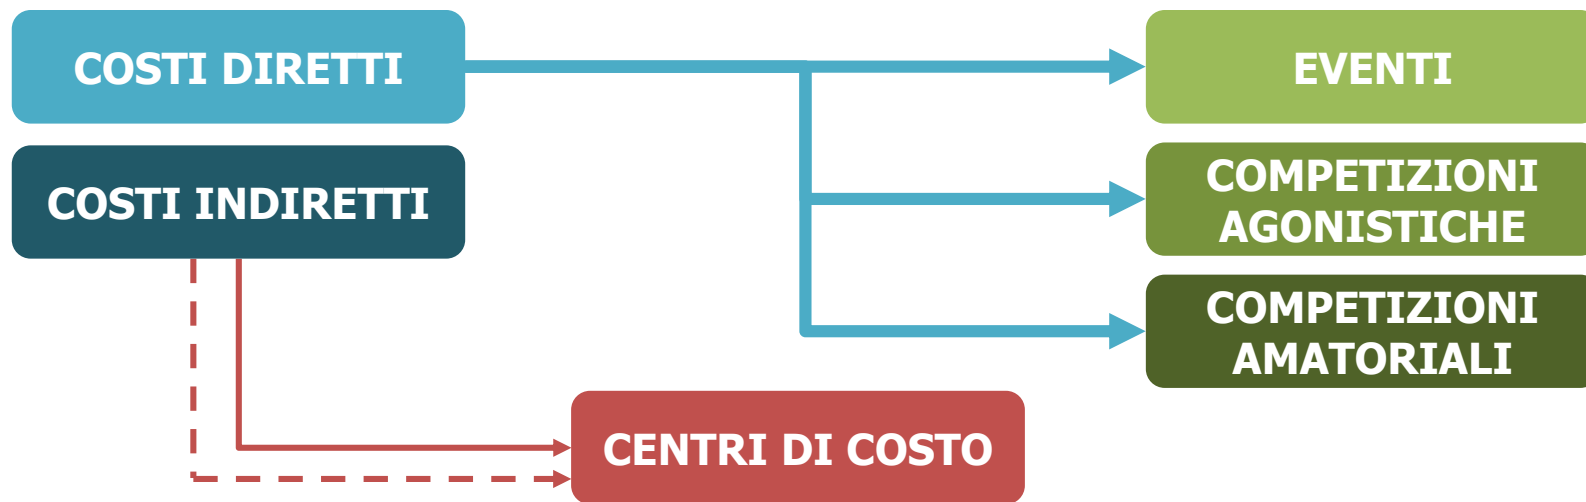 COSTI DIRETTI
EVENTI
COSTI INDIRETTI
COMPETIZIONI
AGONISTICHE
COMPETIZIONI
AMATORIALI
CENTRI DI COSTO